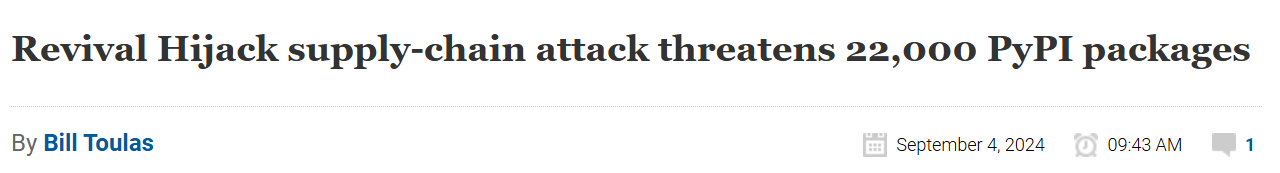 Revival Hijack supply-chain attack threatens 22,000 PyPI packages
By Bill Toulas September 4, 2024 09:43 AM 1